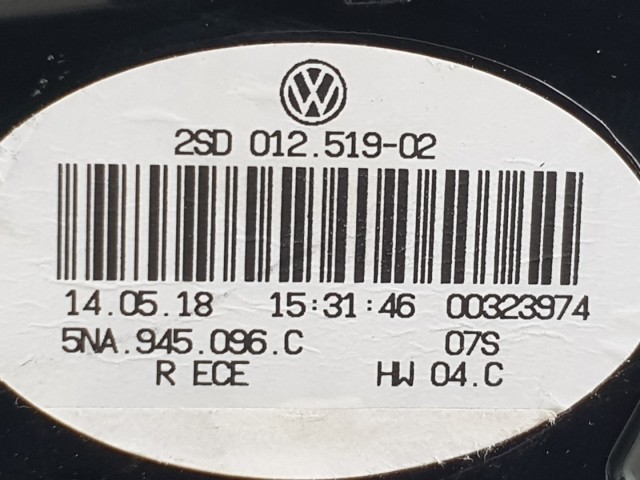 2SD 012.519-02
14.05.18 15:31:46 00323974
5NA.945.096.C 07S
R ECE HW 04.C